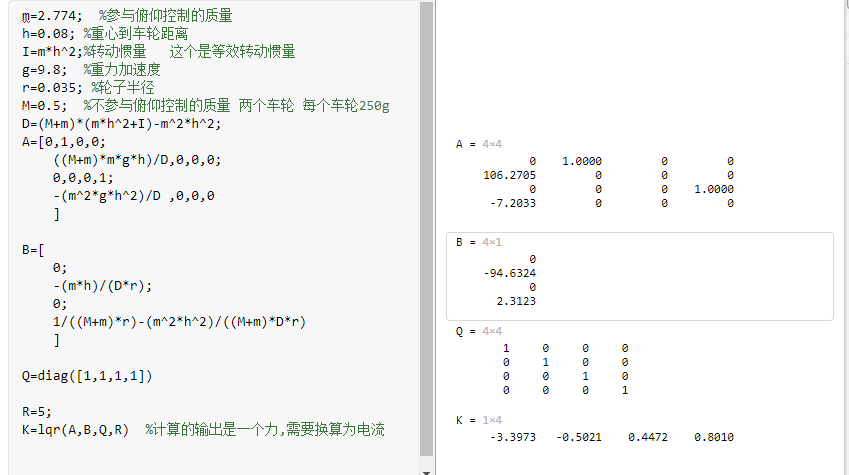 m=2.774;  %参与俯仰控制的质量
h=0.08; %重心到车轮距离
I=m*h^2;%转动惯量   这个是等效转动惯量
g=9.8;  %重力加速度
r=0.035; %轮子半径
M=0.5;  %不参与俯仰控制的质量 两个车轮 每个车轮250g
D=(M+m)*(m*h^2+I)-m^2*h^2;
A=[0,1,0,0;
    ((M+m)*m*g*h)/D,0,0,0;
    0,0,0,1;
    -(m^2*g*h^2)/D ,0,0,0
    ]
B=[
    0;
    -(m*h)/(D*r);
    0;
    1/((M+m)*r)-(m^2*h^2)/((M+m)*D*r)
    ]
Q=diag([1,1,1,1])
R=5;
K=lqr(A,B,Q,R)  %计算的输出是一个力,需要换算为电流
A = 4×4
0    1.0000         0         0
106.2705         0         0         0
0         0         0    1.0000
-7.2033         0         0         0
B = 4×1
0
-94.6324
0
2.3123
Q = 4×4
1     0     0     0
0     1     0     0
0     0     1     0
0     0     0     1
K = 1×4
-3.3973   -0.5021    0.4472    0.8010